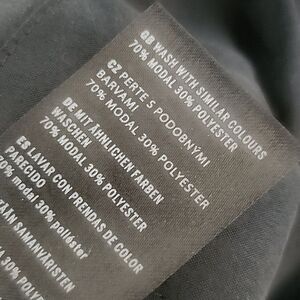 GB WASH WITH SIMILAR COLOURS
70% MODAL 30% POLYESTER
CZ PERTE S PODOBNÝMI
BARVAMI
70% MODAL 30% POLYESTER
DE MIT ÄHNLICHEN FARBEN
WASCHEN
70% MODAL 30% POLYESTER
ES LAVAR CON PRENDAS DE COLOR
PARECIDO
70% modal 30% poliéster
SAMANVÄRISTEN
30% POLYESTER